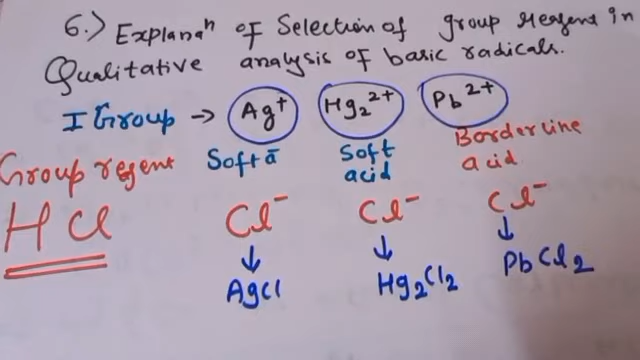 6.) Explanaⁿ of Selection of group reagent in
Qualitative analysis of basic radicals.
I Group → Ag⁺ Hg₂²⁺ Pb²⁺
Group regent Soft a Soft acid Borderline acid
HCl Cl⁻ Cl⁻ Cl⁻
↓ ↓ ↓
AgCl Hg₂Cl₂ PbCl₂